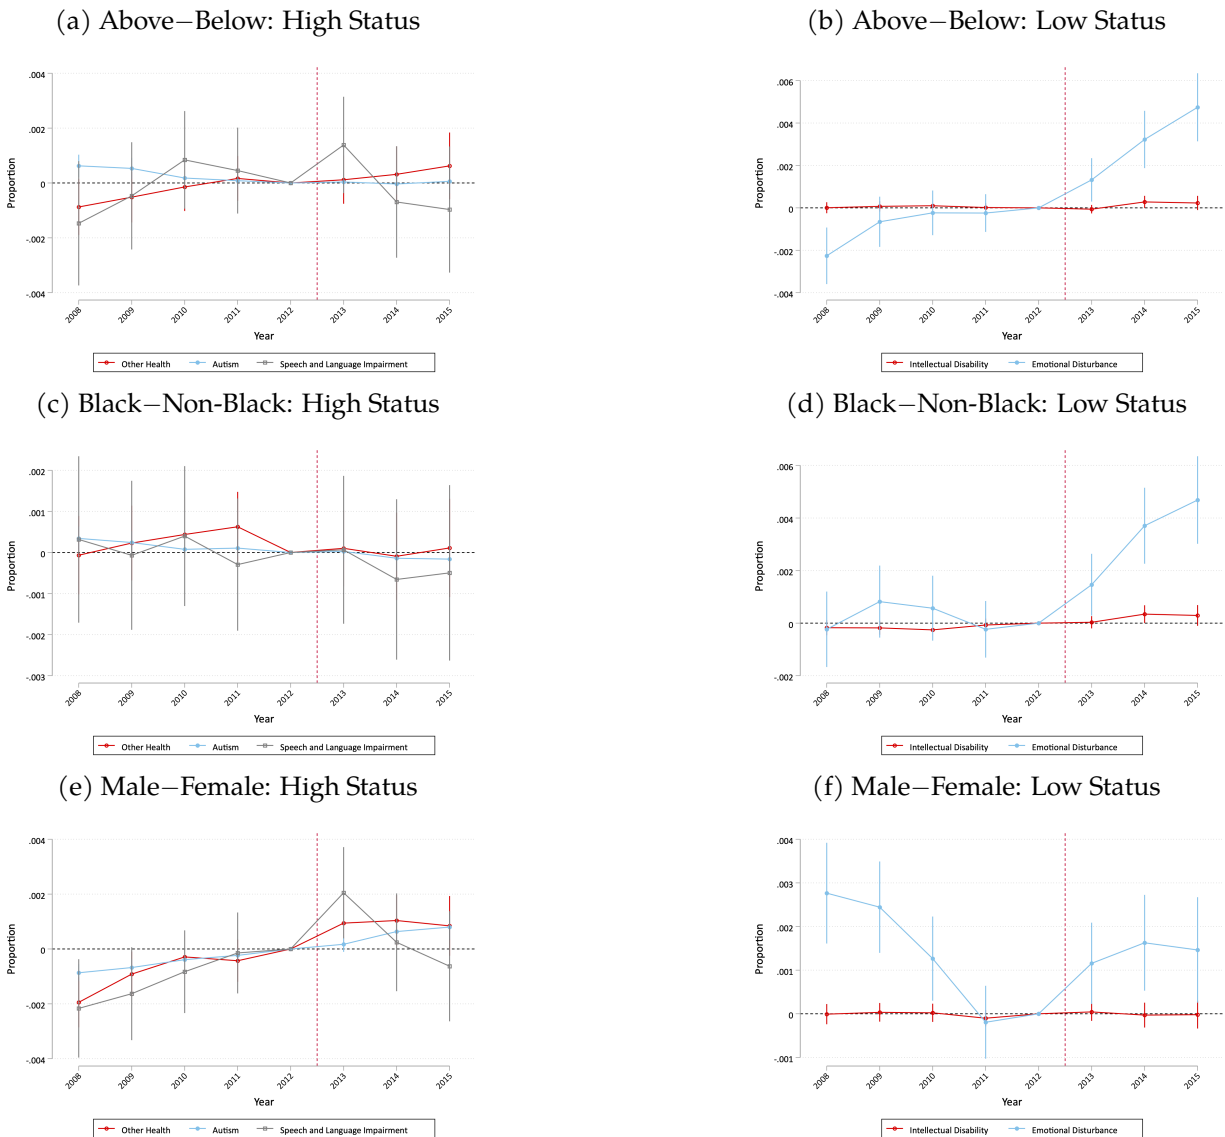 (a) Above−Below: High Status
.004
.002
0
-.002
-.004
Proportion
2008 2009 2010 2011 2012 2013 2014 2015
Year
Other Health Autism Speech and Language Impairment
(b) Above−Below: Low Status
.006
.004
.002
0
-.002
-.004
Proportion
2008 2009 2010 2011 2012 2013 2014 2015
Year
Intellectual Disability Emotional Disturbance
(c) Black−Non-Black: High Status
.002
.001
0
-.001
-.002
-.003
Proportion
2008 2009 2010 2011 2012 2013 2014 2015
Year
Other Health Autism Speech and Language Impairment
(d) Black−Non-Black: Low Status
.006
.004
.002
0
-.002
Proportion
2008 2009 2010 2011 2012 2013 2014 2015
Year
Intellectual Disability Emotional Disturbance
(e) Male−Female: High Status
.004
.002
0
-.002
-.004
Proportion
2008 2009 2010 2011 2012 2013 2014 2015
Year
Other Health Autism Speech and Language Impairment
(f) Male−Female: Low Status
.004
.003
.002
.001
0
-.001
Proportion
2008 2009 2010 2011 2012 2013 2014 2015
Year
Intellectual Disability Emotional Disturbance